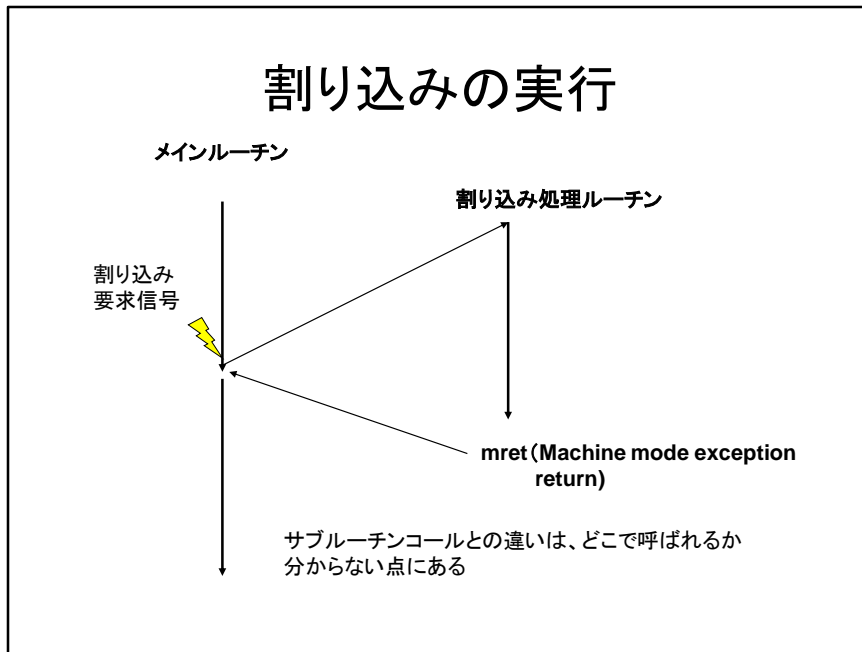 割り込みの実行
メインルーチン
割り込み処理ルーチン
割り込み
要求信号
mret(Machine mode exception
return)
サブルーチンコールとの違いは、どこで呼ばれるか
分からない点にある